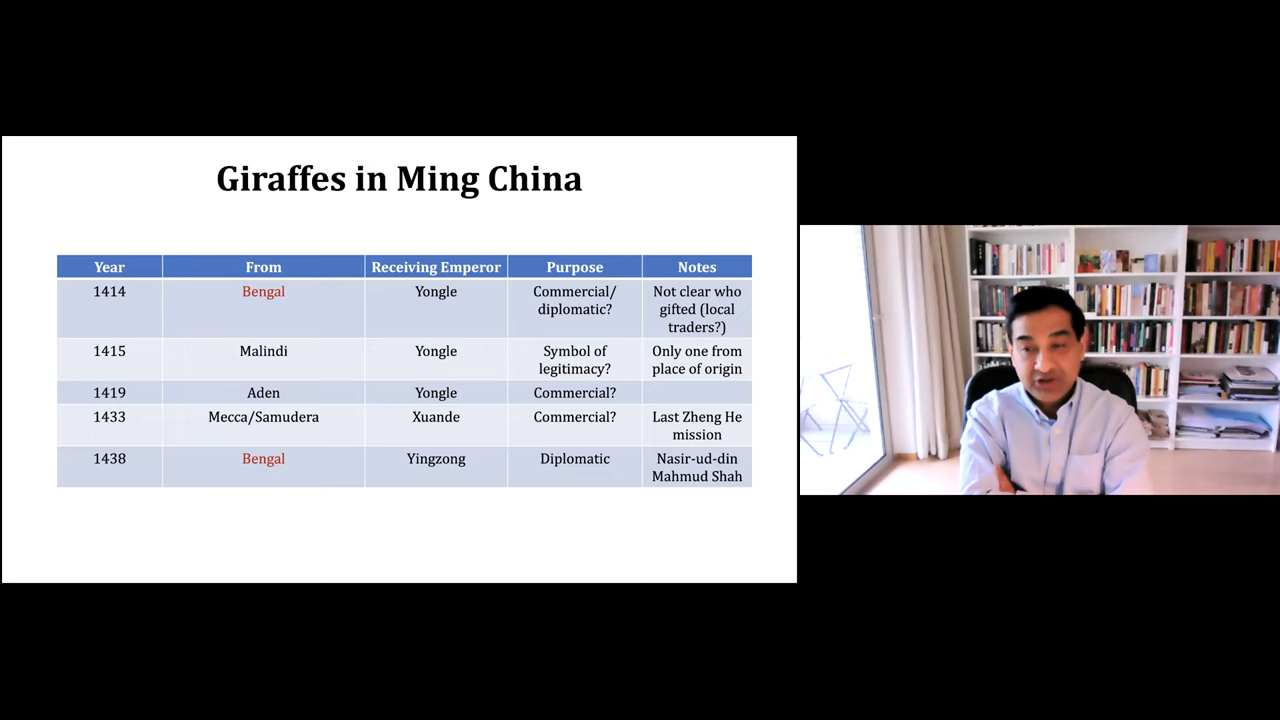 Giraffes in Ming China
Year From Receiving Emperor Purpose Notes
1414 Bengal Yongle Commercial/ diplomatic? Not clear who gifted (local traders?)
1415 Malindi Yongle Symbol of legitimacy? Only one from place of origin
1419 Aden Yongle Commercial?
1433 Mecca/Samudera Xuande Commercial? Last Zheng He mission
1438 Bengal Yingzong Diplomatic Nasir-ud-din Mahmud Shah